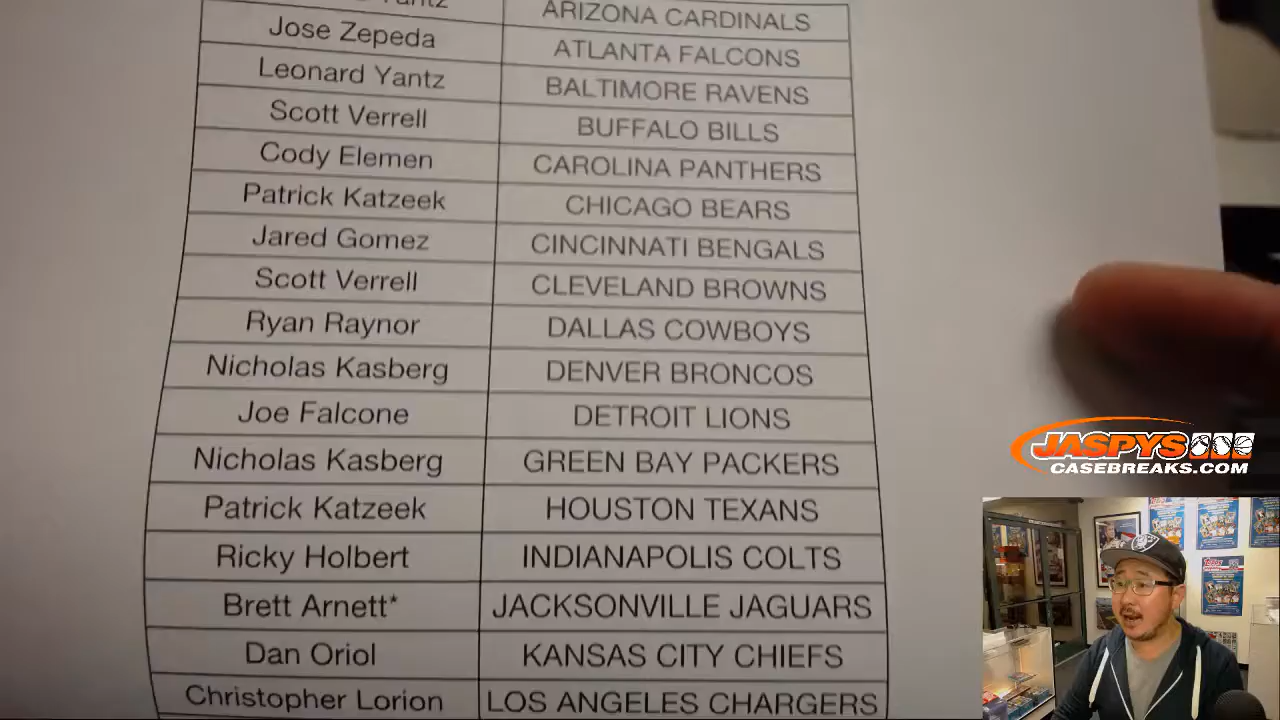 Yantz ARIZONA CARDINALS
Jose Zepeda ATLANTA FALCONS
Leonard Yantz BALTIMORE RAVENS
Scott Verrell BUFFALO BILLS
Cody Elemen CAROLINA PANTHERS
Patrick Katzeek CHICAGO BEARS
Jared Gomez CINCINNATI BENGALS
Scott Verrell CLEVELAND BROWNS
Ryan Raynor DALLAS COWBOYS
Nicholas Kasberg DENVER BRONCOS
Joe Falcone DETROIT LIONS
Nicholas Kasberg GREEN BAY PACKERS
Patrick Katzeek HOUSTON TEXANS
Ricky Holbert INDIANAPOLIS COLTS
Brett Arnett* JACKSONVILLE JAGUARS
Dan Oriol KANSAS CITY CHIEFS
Christopher Lorion LOS ANGELES CHARGERS
JASPYS
CASEBREAKS.COM